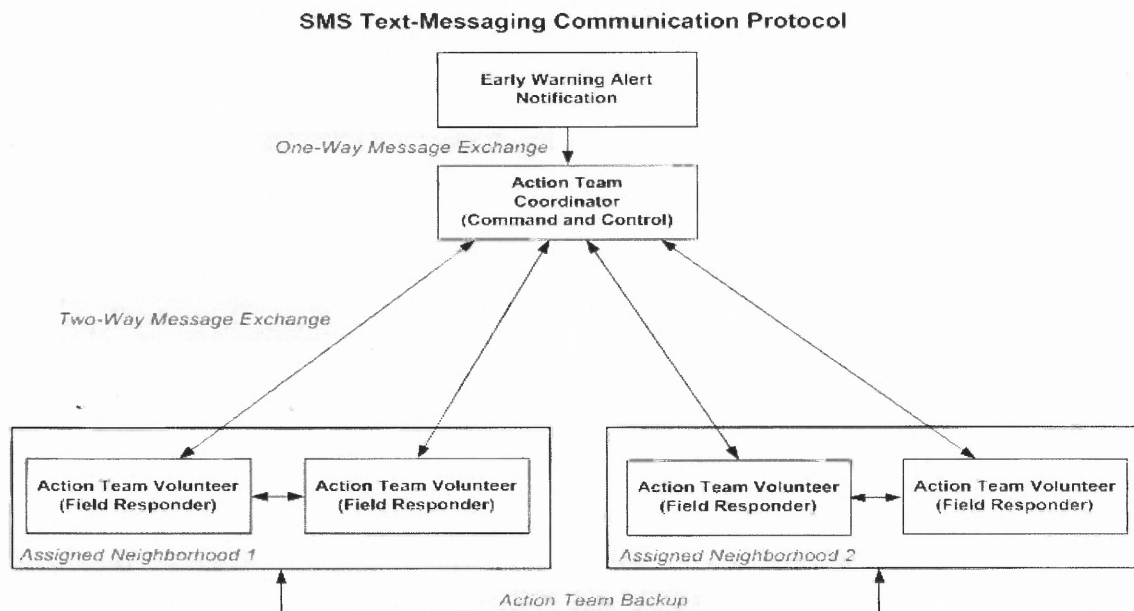 SMS Text-Messaging Communication Protocol
Early Warning Alert
Notification
One-Way Message Exchange
Action Team
Coordinator
(Command and Control)
Two-Way Message Exchange
Action Team Volunteer
(Field Responder)
Action Team Volunteer
(Field Responder)
Assigned Neighborhood 1
Action Team Volunteer
(Field Responder)
Action Team Volunteer
(Field Responder)
Assigned Neighborhood 2
Action Team Backup